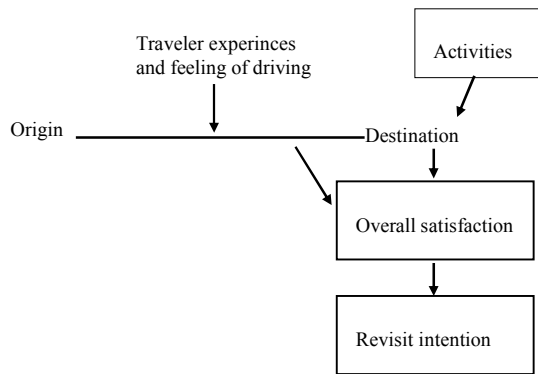 Traveler experinces
and feeling of driving
Activities
Origin
Destination
Overall satisfaction
Revisit intention